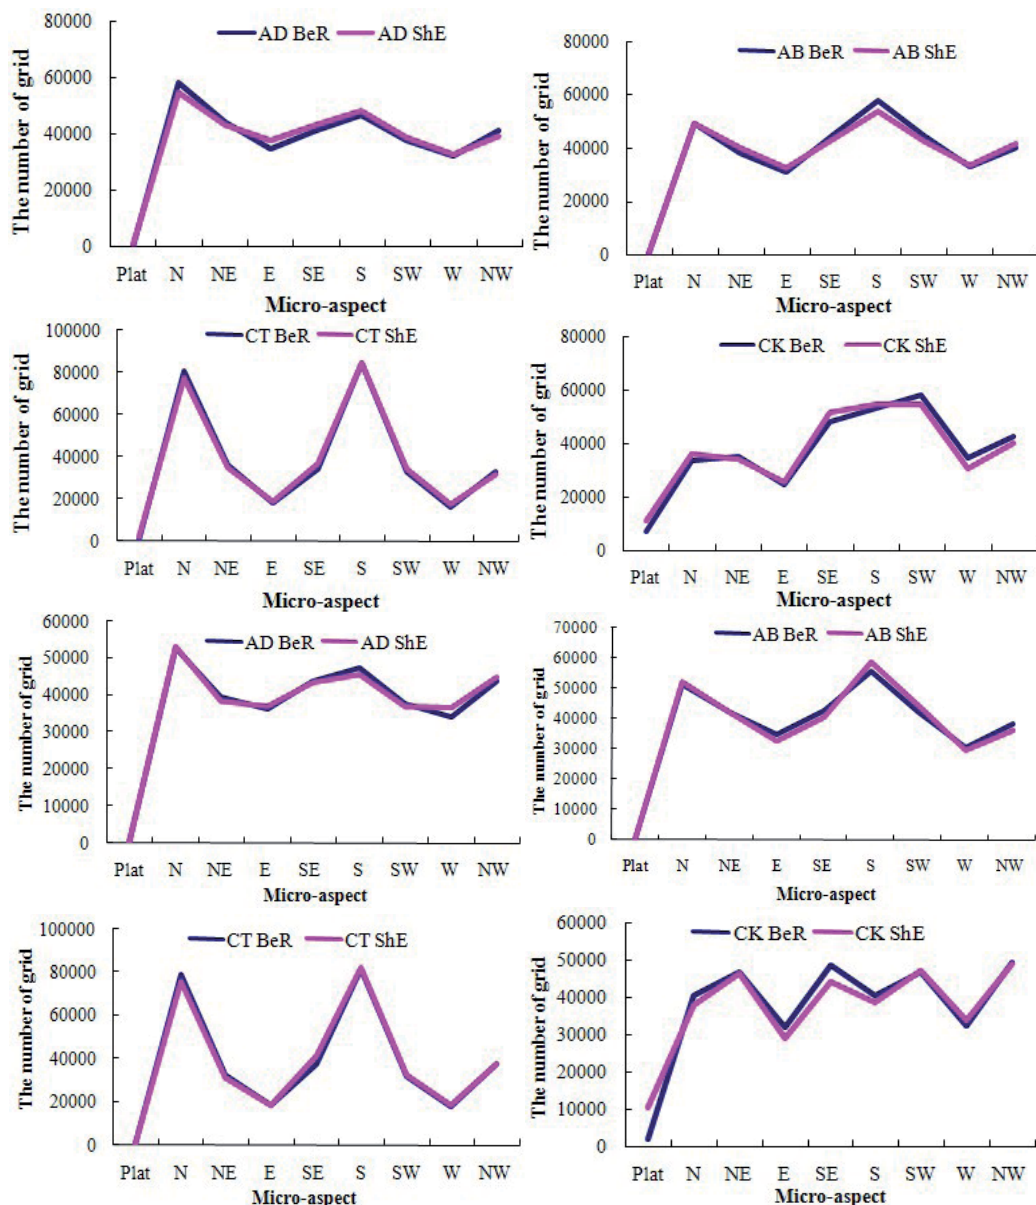 The number of grid
80000
60000
40000
20000
0
AD BeR AD ShE
Plat N NE E SE S SW W NW
Micro-aspect
The number of grid
80000
60000
40000
20000
0
AB BeR AB ShE
Plat N NE E SE S SW W NW
Micro-aspect
The number of grid
100000
80000
60000
40000
20000
0
CT BeR CT ShE
Plat N NE E SE S SW W NW
Micro-aspect
The number of grid
80000
60000
40000
20000
0
CK BeR CK ShE
Plat N NE E SE S SW W NW
Micro-aspect
The number of grid
60000
50000
40000
30000
20000
10000
0
AD BeR AD ShE
Plat N NE E SE S SW W NW
Micro-aspect
The number of grid
70000
60000
50000
40000
30000
20000
10000
0
AB BeR AB ShE
Plat N NE E SE S SW W NW
Micro-aspect
The number of grid
100000
80000
60000
40000
20000
0
CT BeR CT ShE
Plat N NE E SE S SW W NW
Micro-aspect
The number of grid
60000
50000
40000
30000
20000
10000
0
CK BeR CK ShE
Plat N NE E SE S SW W NW
Micro-aspect